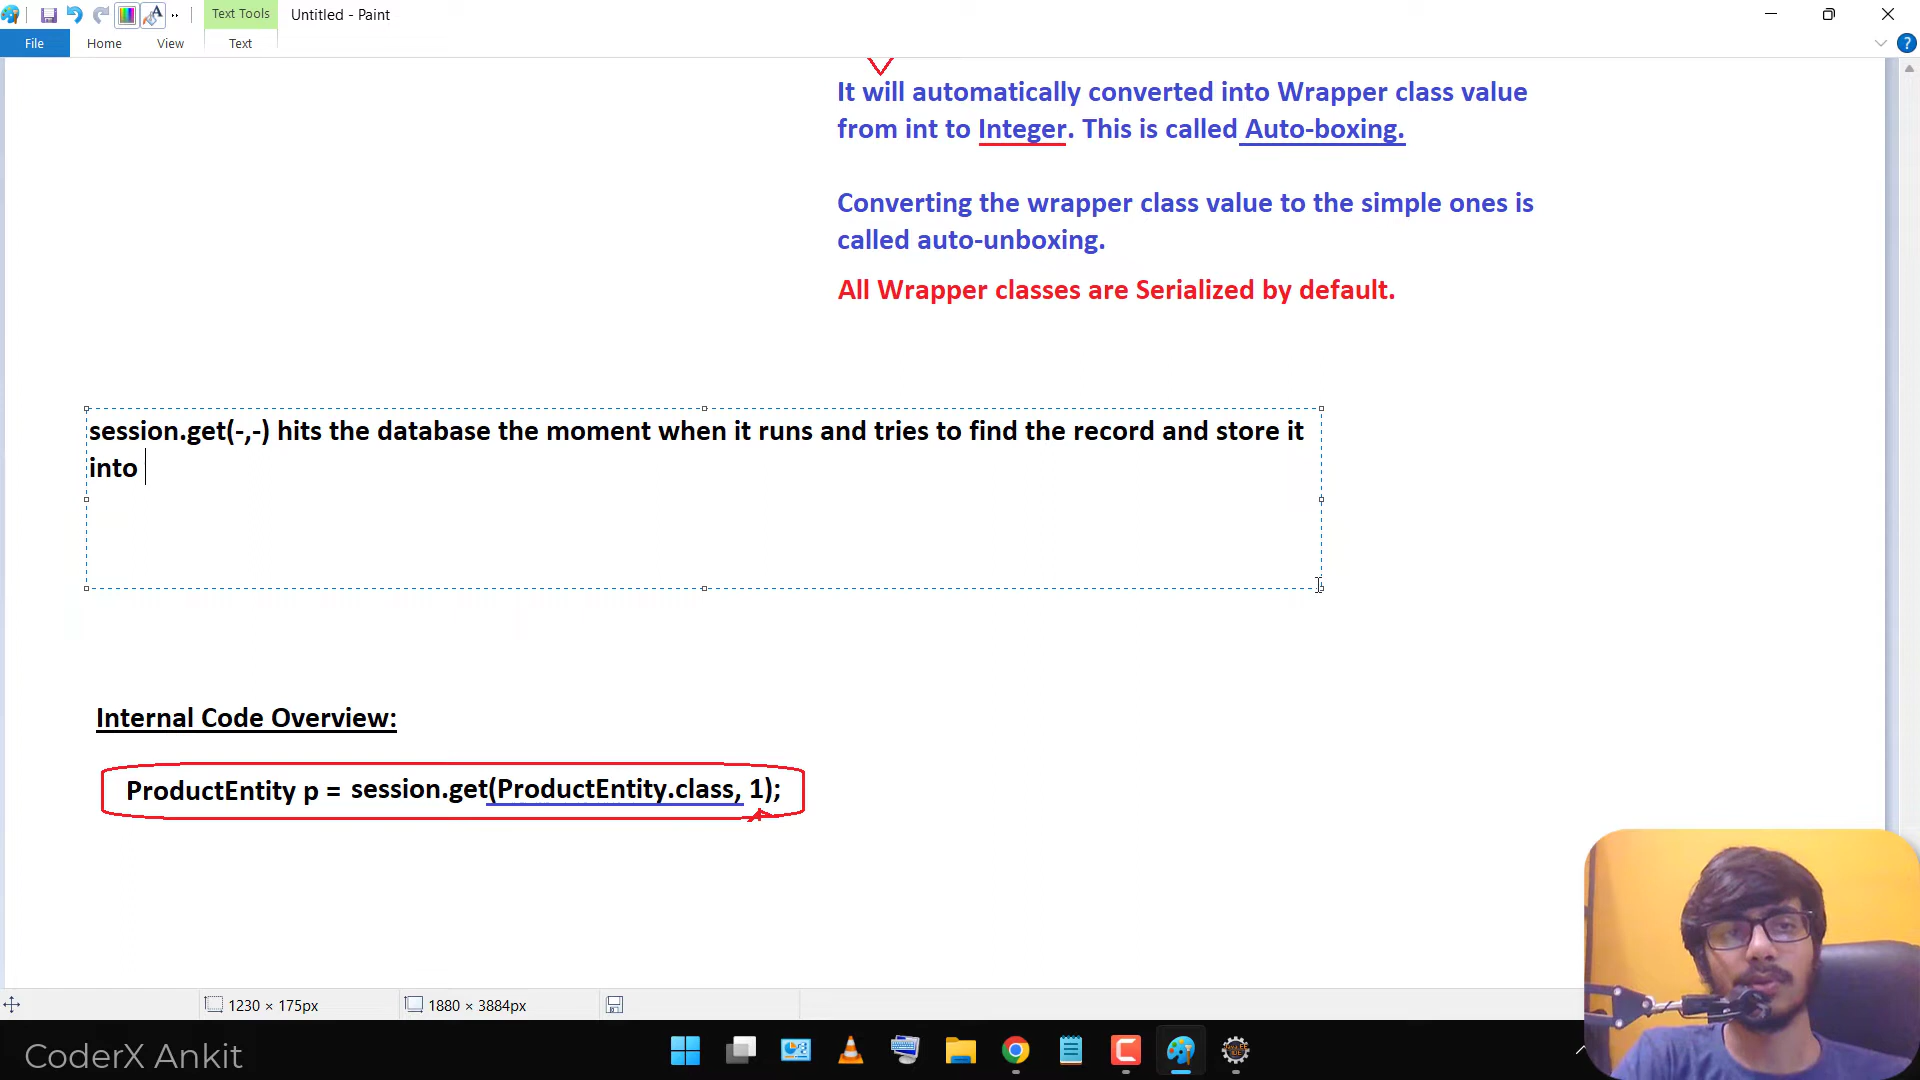 Text Tools
Untitled - Paint
File
Home
View
Text
It will automatically converted into Wrapper class value
from int to Integer. This is called Auto-boxing.
Converting the wrapper class value to the simple ones is
called auto-unboxing.
All Wrapper classes are Serialized by default.
session.get(-,-) hits the database the moment when it runs and tries to find the record and store it
into
Internal Code Overview:
ProductEntity p = session.get(ProductEntity.class, 1);
1230 × 175px
1880 × 3884px
CoderX Ankit